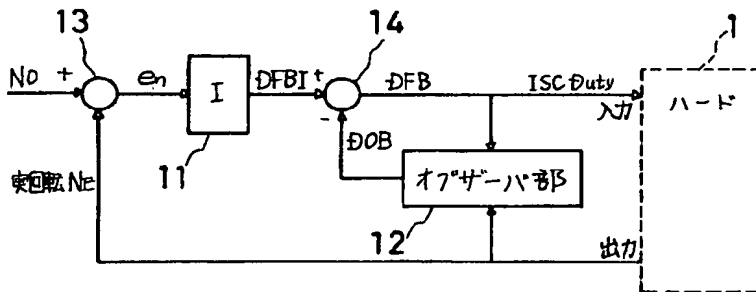 13
14
1
NO
+
en
I
DFBI
+
DFB
ISC Duty
入力
ハード
-
DOB
11
オブザーバ部
実回転 NE
12
出力